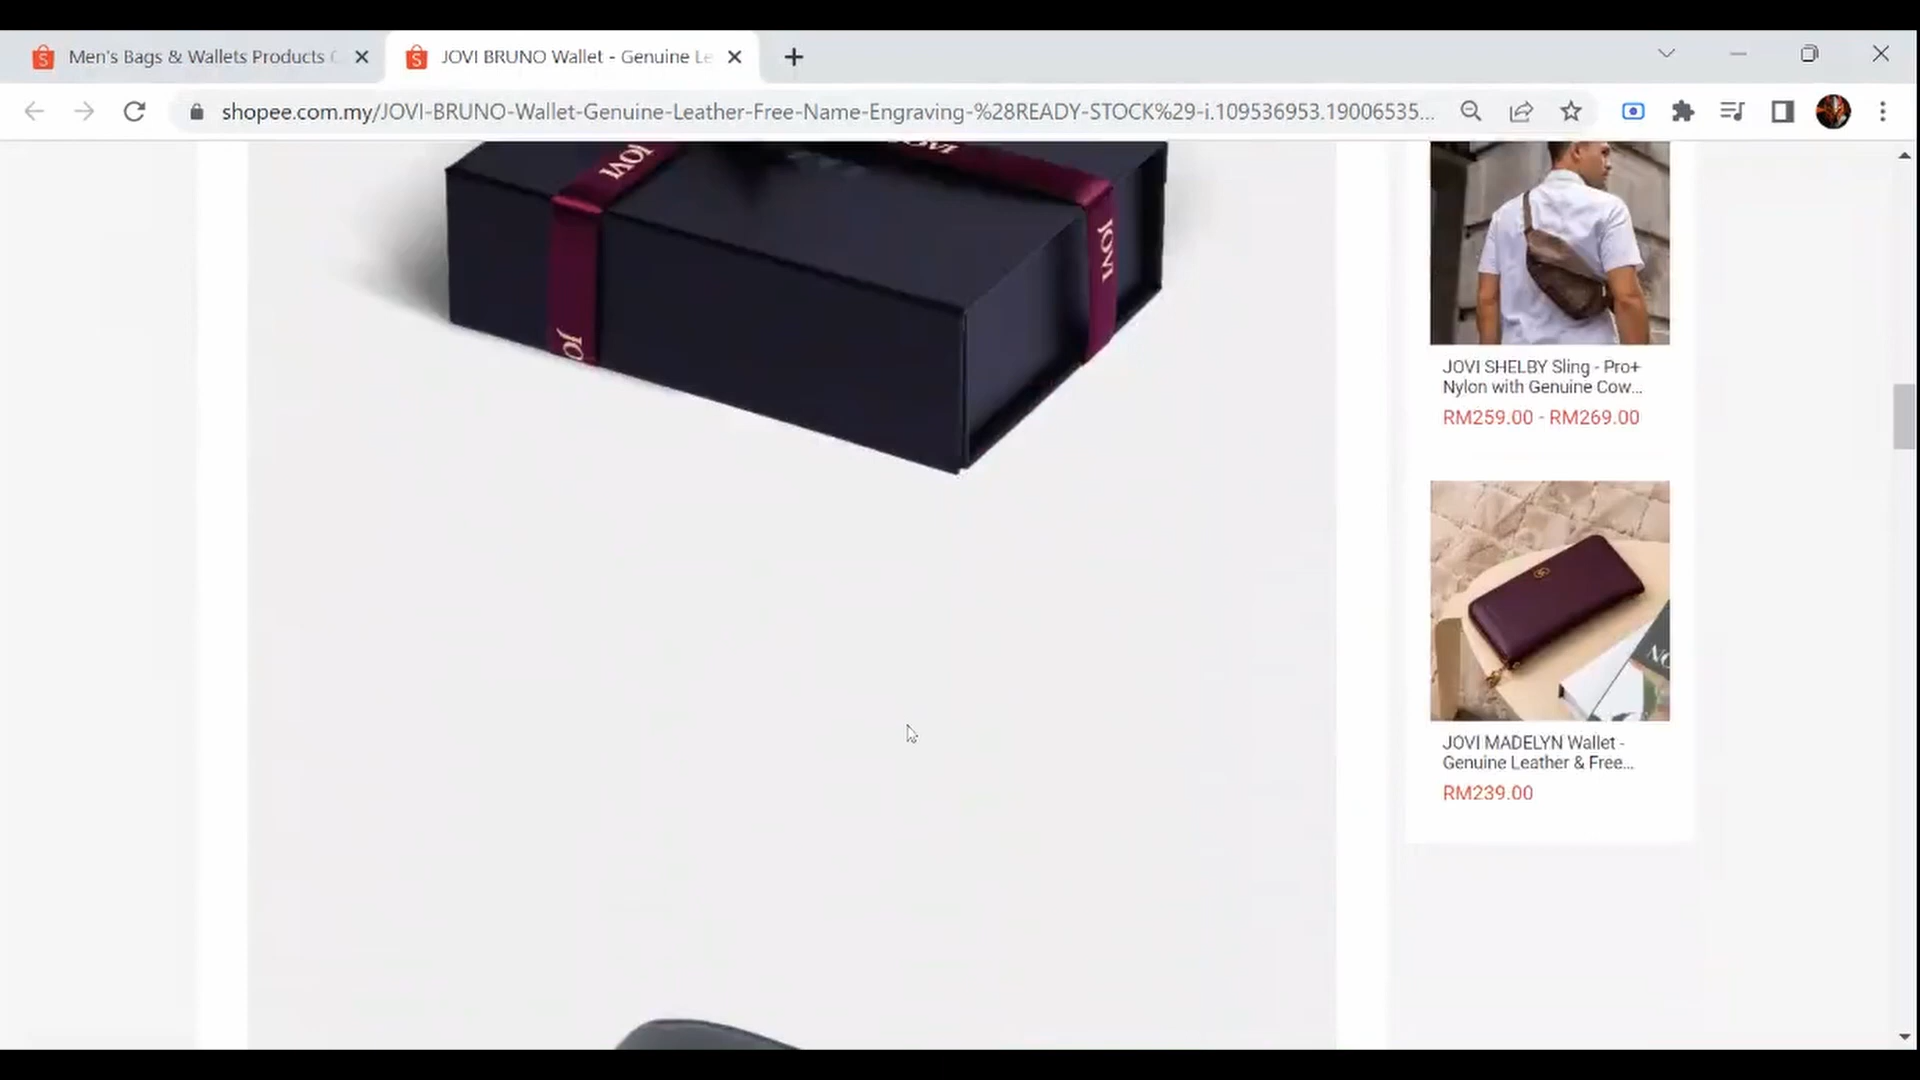 Men's Bags & Wallets Products
JOVI BRUNO Wallet - Genuine Le
shopee.com.my/JOVI-BRUNO-Wallet-Genuine-Leather-Free-Name-Engraving-%28READY-STOCK%29-i.109536953.19006535...
JOVI
JOVI
JOVI
JO
JOVI SHELBY Sling - Pro+
Nylon with Genuine Cow...
RM259.00 - RM269.00
NO
JOVI MADELYN Wallet -
Genuine Leather & Free...
RM239.00